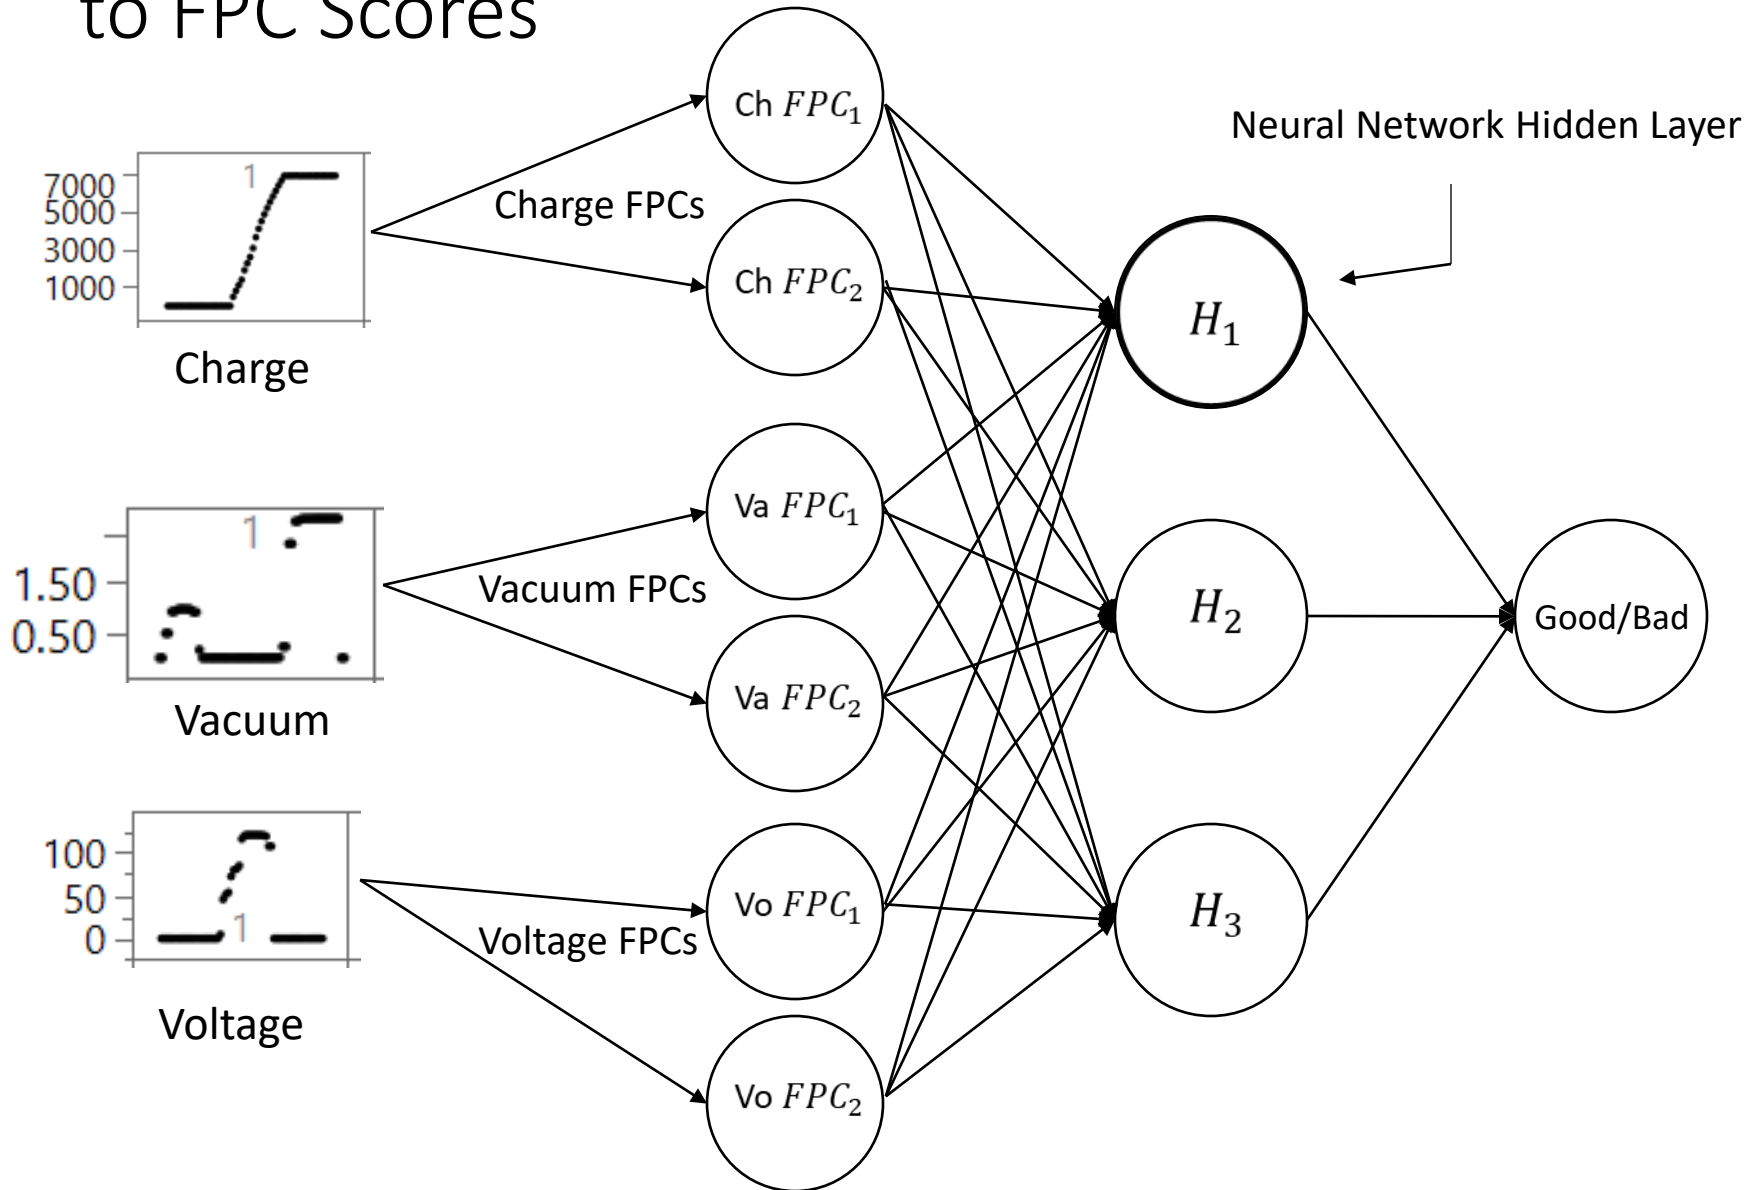 to FPC Scores
Neural Network Hidden Layer
7000
5000
3000
1000
1
Charge
Charge FPCs
Ch FPC₁
Ch FPC₂
1.50
0.50
1
Vacuum
Vacuum FPCs
Va FPC₁
Va FPC₂
100
50
0
1
Voltage
Voltage FPCs
Vo FPC₁
Vo FPC₂
H₁
H₂
H₃
Good/Bad